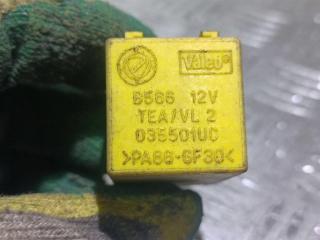 Valeo
B566 12V
TEA/VL 2
035501UC
>PA66-GF30<